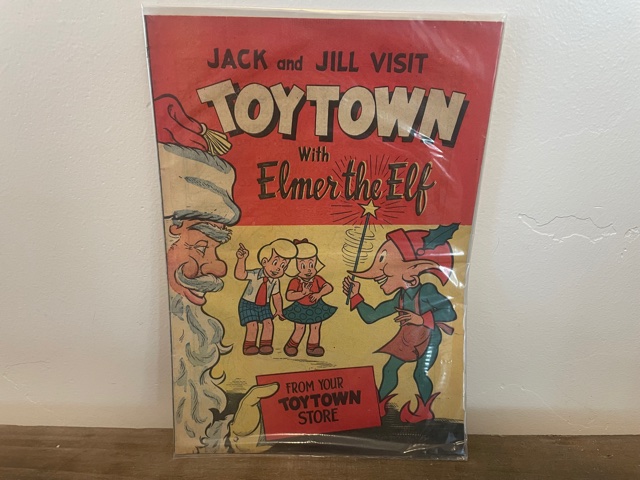 JACK and JILL VISIT
TOYTOWN
With
Elmer the Elf
FROM YOUR
TOYTOWN
STORE